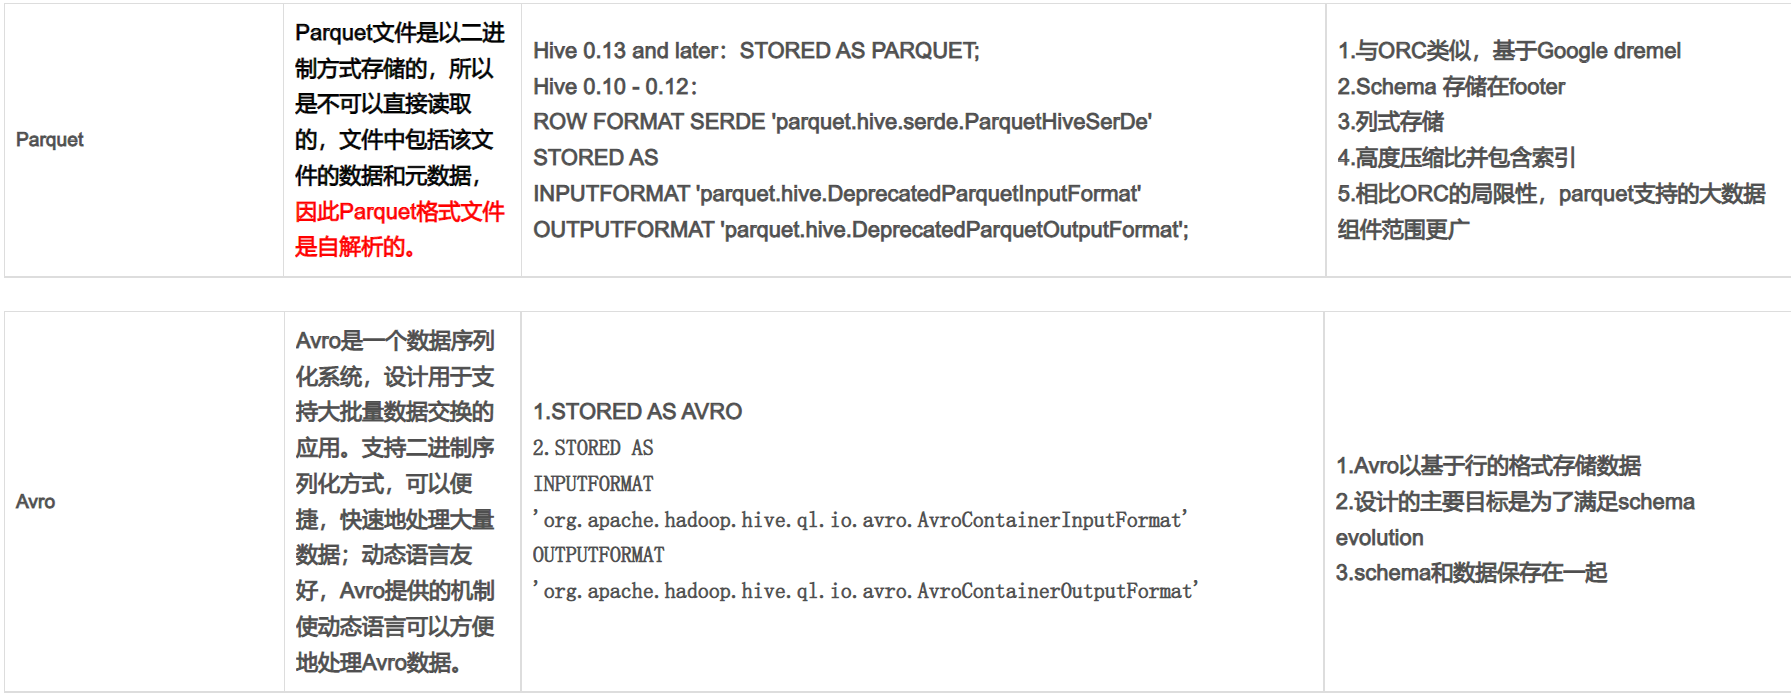 Parquet
Parquet文件是以二进
制方式存储的，所以
是不可以直接读取
的，文件中包括该文
件的数据和元数据，
因此Parquet格式文件
是自解析的。
Hive 0.13 and later：STORED AS PARQUET;
Hive 0.10 - 0.12：
ROW FORMAT SERDE 'parquet.hive.serde.ParquetHiveSerDe'
STORED AS
INPUTFORMAT 'parquet.hive.DeprecatedParquetInputFormat'
OUTPUTFORMAT 'parquet.hive.DeprecatedParquetOutputFormat';
1.与ORC类似，基于Google dremel
2.Schema 存储在footer
3.列式存储
4.高度压缩比并包含索引
5.相比ORC的局限性，parquet支持的大数据
组件范围更广
Avro
Avro是一个数据序列
化系统，设计用于支
持大批量数据交换的
应用。支持二进制序
列化方式，可以便
捷，快速地处理大量
数据；动态语言友
好，Avro提供的机制
使动态语言可以方便
地处理Avro数据。
1.STORED AS AVRO
2.STORED AS
INPUTFORMAT
'org.apache.hadoop.hive.ql.io.avro.AvroContainerInputFormat'
OUTPUTFORMAT
'org.apache.hadoop.hive.ql.io.avro.AvroContainerOutputFormat'
1.Avro以基于行的格式存储数据
2.设计的主要目标是为了满足schema
evolution
3.schema和数据保存在一起